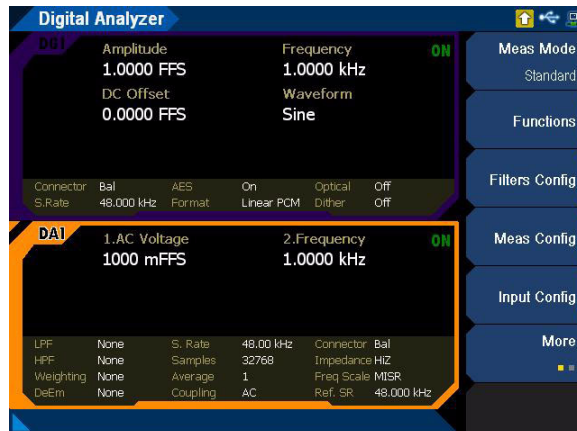 Digital Analyzer
DG1
Amplitude Frequency ON
1.0000 FFS 1.0000 kHz
DC Offset Waveform
0.0000 FFS Sine
Connector Bal AES On Optical Off
S.Rate 48.000 kHz Format Linear PCM Dither Off
DA1
1.AC Voltage 2.Frequency ON
1000 mFFS 1.0000 kHz
LPF None S. Rate 48.00 kHz Connector Bal
HPF None Samples 32768 Impedance HiZ
Weighting None Average 1 Freq Scale MISR
DeEm None Coupling AC Ref. SR 48.000 kHz
Meas Mode
Standard
Functions
Filters Config
Meas Config
Input Config
More